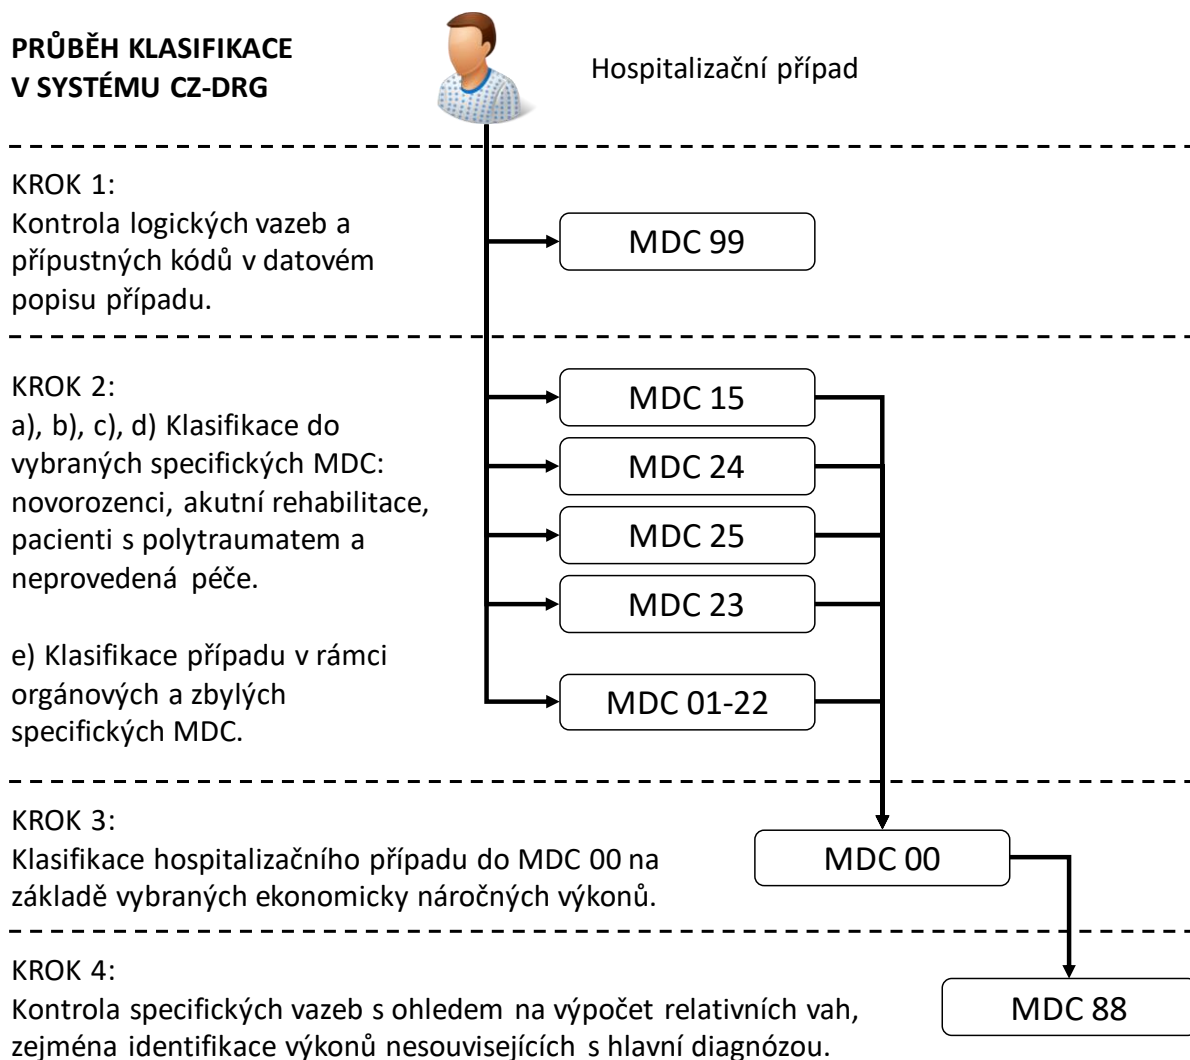 PRŮBĚH KLASIFIKACE
V SYSTÉMU CZ-DRG
Hospitalizační případ
KROK 1:
Kontrola logických vazeb a
přípustných kódů v datovém
popisu případu.
MDC 99
KROK 2:
a), b), c), d) Klasifikace do
vybraných specifických MDC:
novorozenci, akutní rehabilitace,
pacienti s polytraumatem a
neprovedená péče.
MDC 15
MDC 24
MDC 25
MDC 23
e) Klasifikace případu v rámci
orgánových a zbylých
specifických MDC.
MDC 01-22
KROK 3:
Klasifikace hospitalizačního případu do MDC 00 na
základě vybraných ekonomicky náročných výkonů.
MDC 00
KROK 4:
Kontrola specifických vazeb s ohledem na výpočet relativních vah,
zejména identifikace výkonů nesouvisejících s hlavní diagnózou.
MDC 88